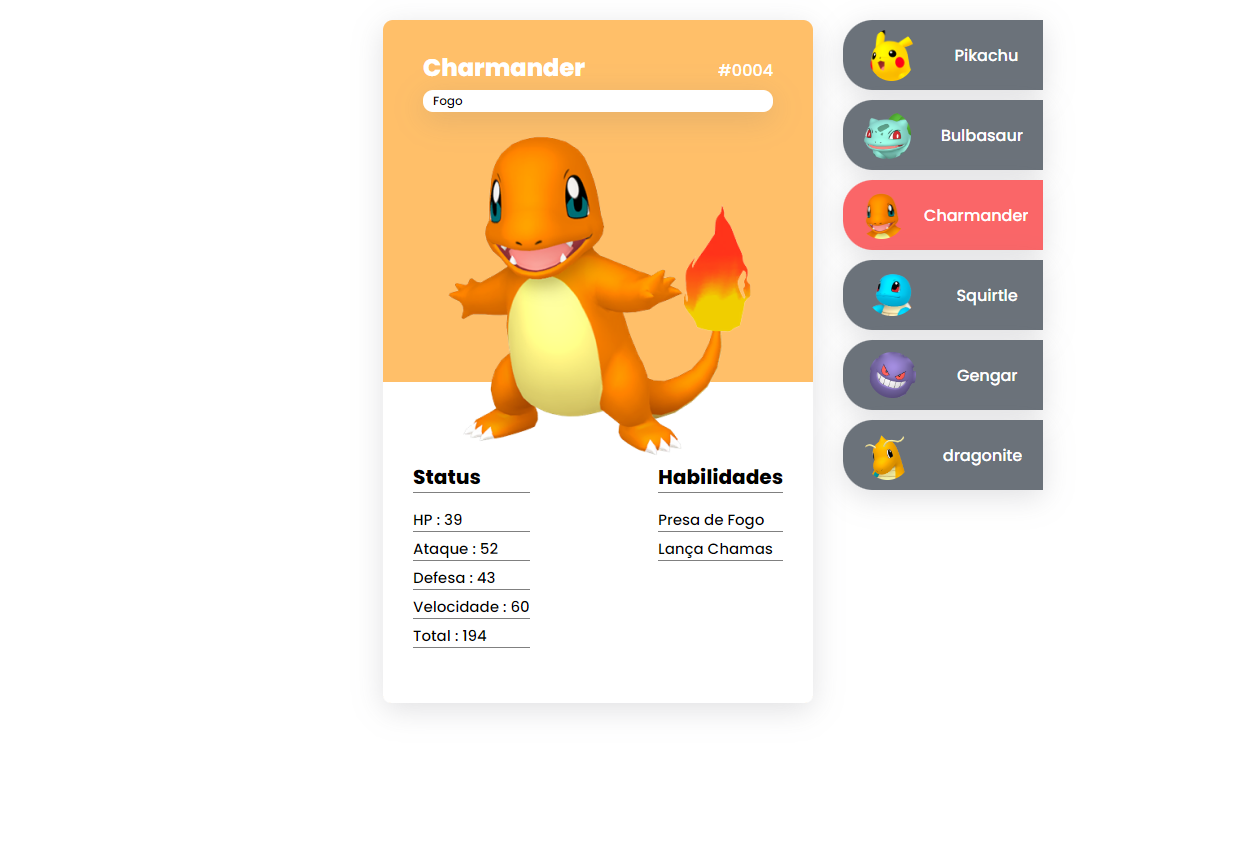 Charmander
#0004
Fogo
Status
HP : 39
Ataque : 52
Defesa : 43
Velocidade : 60
Total : 194
Habilidades
Presa de Fogo
Lança Chamas
Pikachu
Bulbasaur
Charmander
Squirtle
Gengar
dragonite